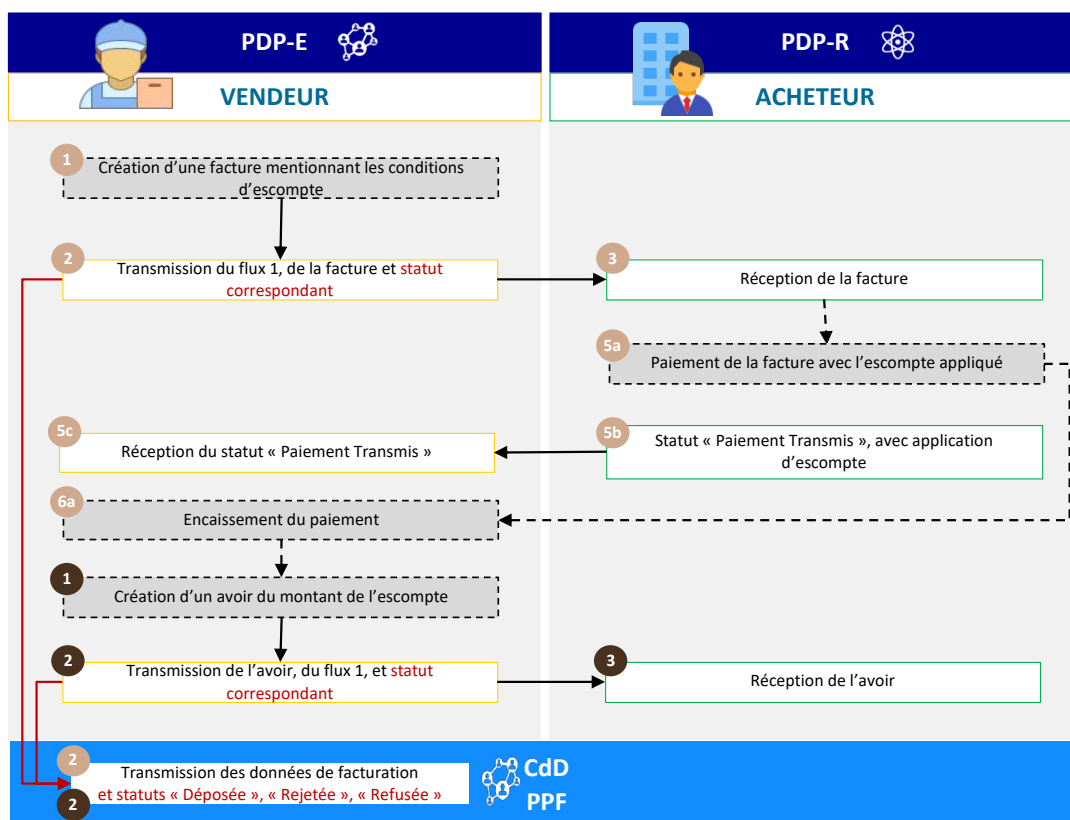 PDP-E
PDP-R
VENDEUR
ACHETEUR
1
Création d'une facture mentionnant les conditions
d'escompte
2
Transmission du flux 1, de la facture et statut
correspondant
3
Réception de la facture
5a
Paiement de la facture avec l'escompte appliqué
5c
Réception du statut « Paiement Transmis »
5b
Statut « Paiement Transmis », avec application
d'escompte
6a
Encaissement du paiement
1
Création d'un avoir du montant de l'escompte
2
Transmission de l'avoir, du flux 1, et statut
correspondant
3
Réception de l'avoir
2
Transmission des données de facturation
et statuts « Déposée », « Rejetée », « Refusée »
2
CdD
PPF